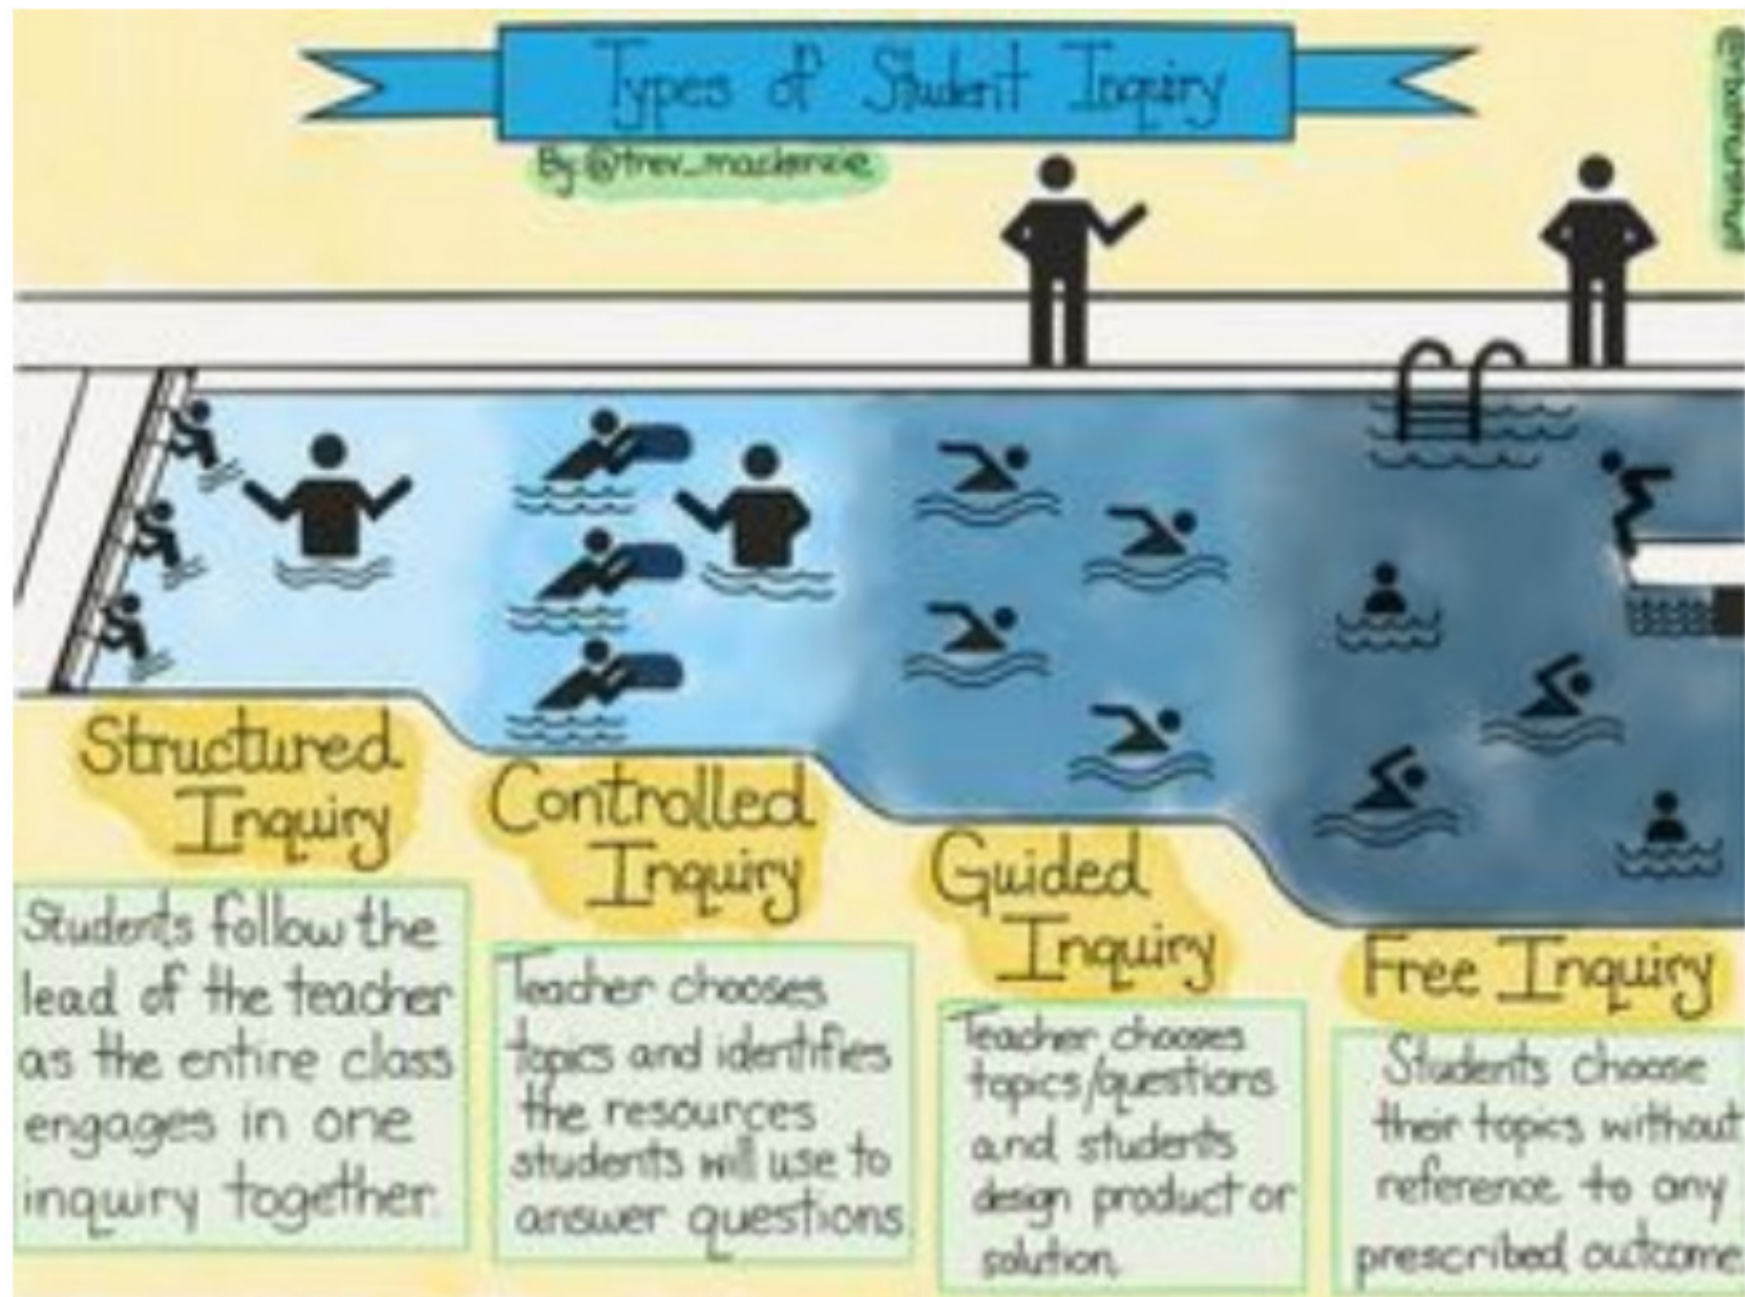 Types of Student Inquiry
By: @trev_mackenzie
Structured
Inquiry
Students follow the
lead of the teacher
as the entire class
engages in one
inquiry together.
Controlled
Inquiry
Teacher chooses
topics and identifies
the resources
students will use to
answer questions.
Guided
Inquiry
Teacher chooses
topics/questions
and students
design product or
solution.
Free Inquiry
Students choose
their topics without
reference to any
prescribed outcome.